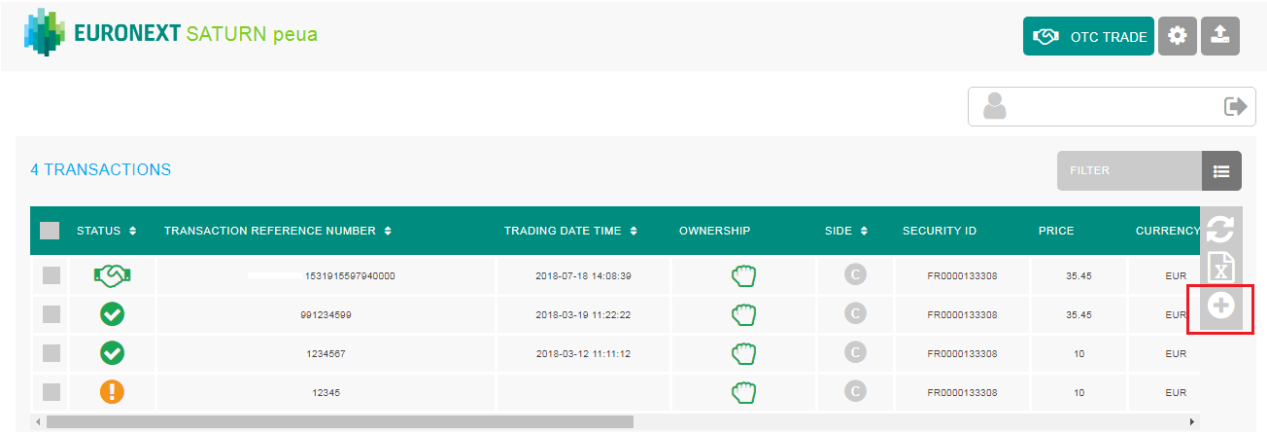 EURONEXT SATURN peua
OTC TRADE
4 TRANSACTIONS
FILTER
STATUS TRANSACTION REFERENCE NUMBER TRADING DATE TIME OWNERSHIP SIDE SECURITY ID PRICE CURRENCY
1531915597940000 2018-07-18 14:08:39 C FR0000133308 35.45 EUR X
991234599 2018-03-19 11:22:22 C FR0000133308 35.45 EUR
1234567 2018-03-12 11:11:12 C FR0000133308 10 EUR
12345 C FR0000133308 10 EUR